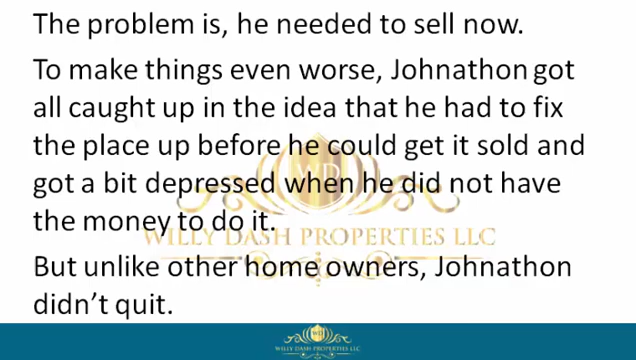 The problem is, he needed to sell now.
To make things even worse, Johnathon got
all caught up in the idea that he had to fix
the place up before he could get it sold and
got a bit depressed when he did not have
the money to do it.
WILLY DASH PROPERTIES LLC
But unlike other home owners, Johnathon
didn’t quit.
WILLY DASH PROPERTIES LLC